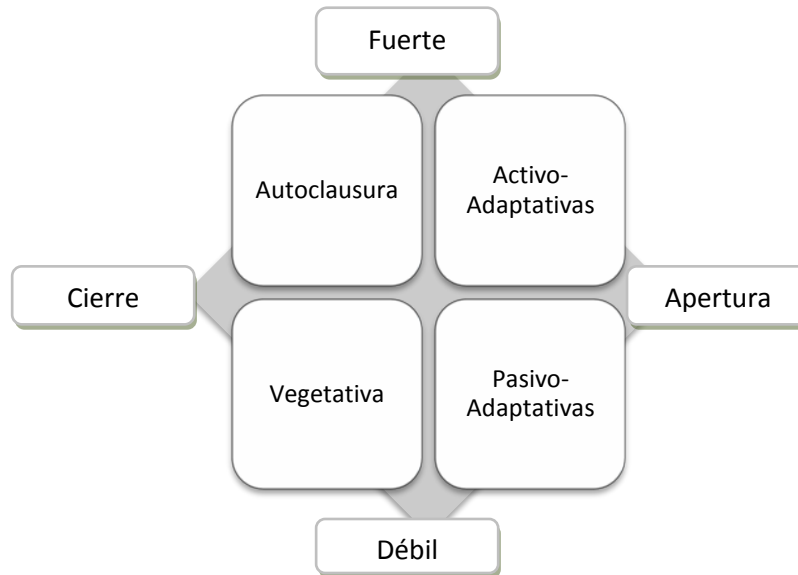 Fuerte
Autoclausura
Activo-
Adaptativas
Cierre
Apertura
Vegetativa
Pasivo-
Adaptativas
Débil